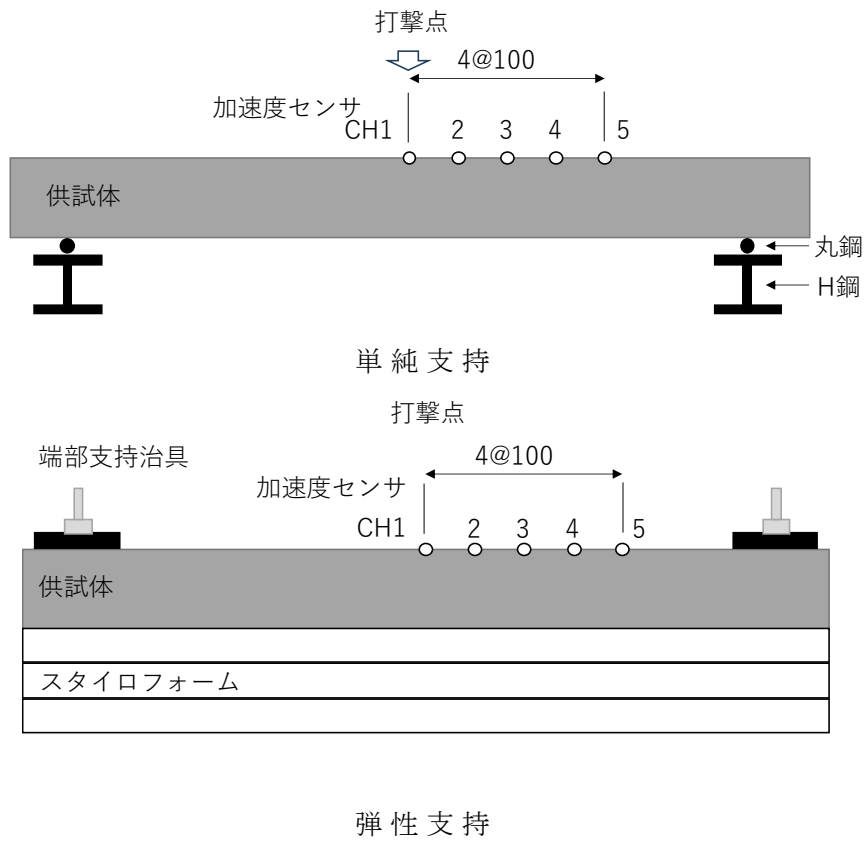 打撃点
4@100
加速度センサ
CH1 2 3 4 5
供試体
丸鋼
H鋼
単純支持
打撃点
端部支持治具
4@100
加速度センサ
CH1 2 3 4 5
供試体
スタイロフォーム
弾性支持